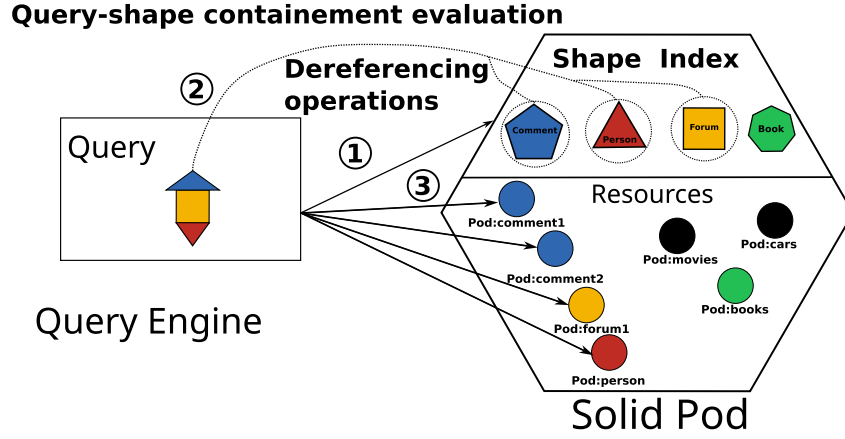 Query-shape containement evaluation
②
Dereferencing
operations
Shape Index
Comment
Person
Forum
Book
Query
①
③
Resources
Pod:comment1
Pod:cars
Pod:movies
Pod:comment2
Pod:books
Pod:forum1
Query Engine
Pod:person
Solid Pod